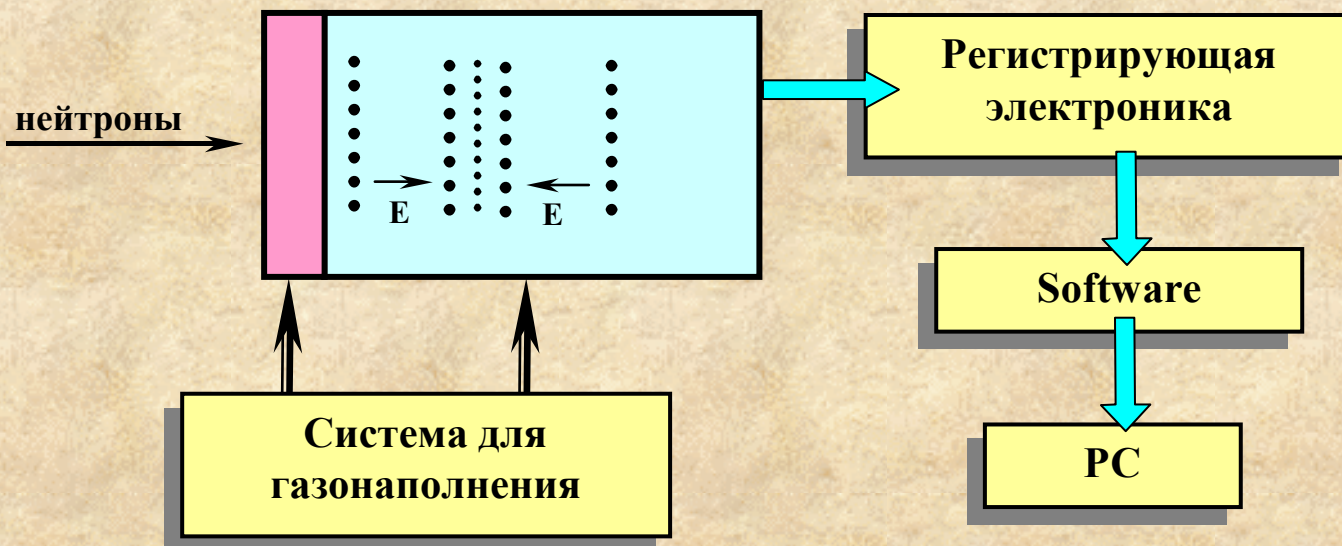 нейтроны
E
E
Регистрирующая
электроника
Software
PC
Система для
газонаполнения